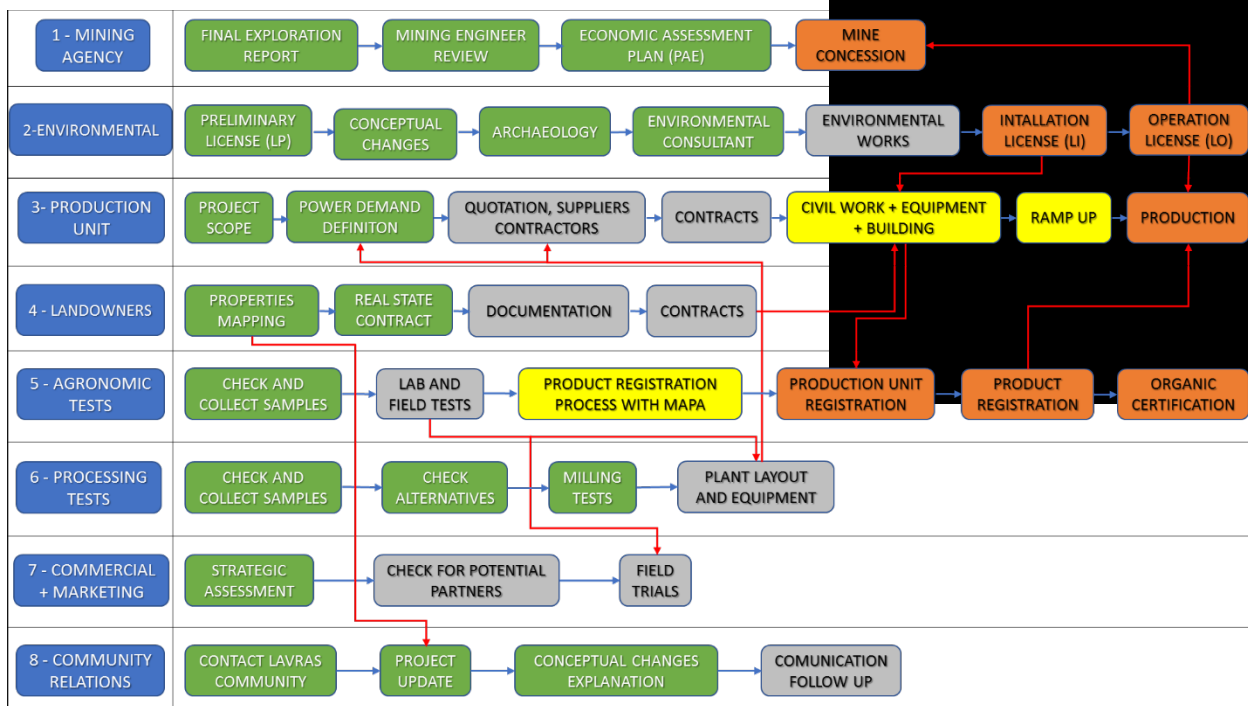 1 - MINING
AGENCY
FINAL EXPLORATION
REPORT
MINING ENGINEER
REVIEW
ECONOMIC ASSESSMENT
PLAN (PAE)
MINE
CONCESSION
2-ENVIRONMENTAL
PRELIMINARY
LICENSE (LP)
CONCEPTUAL
CHANGES
ARCHAEOLOGY
ENVIRONMENTAL
CONSULTANT
ENVIRONMENTAL
WORKS
INTALLATION
LICENSE (LI)
OPERATION
LICENSE (LO)
3- PRODUCTION
UNIT
PROJECT
SCOPE
POWER DEMAND
DEFINITON
QUOTATION, SUPPLIERS
CONTRACTORS
CONTRACTS
CIVIL WORK + EQUIPMENT
+ BUILDING
RAMP UP
PRODUCTION
4 - LANDOWNERS
PROPERTIES
MAPPING
REAL STATE
CONTRACT
DOCUMENTATION
CONTRACTS
5 - AGRONOMIC
TESTS
CHECK AND
COLLECT SAMPLES
LAB AND
FIELD TESTS
PRODUCT REGISTRATION
PROCESS WITH MAPA
PRODUCTION UNIT
REGISTRATION
PRODUCT
REGISTRATION
ORGANIC
CERTIFICATION
6 - PROCESSING
TESTS
CHECK AND
COLLECT SAMPLES
CHECK
ALTERNATIVES
MILLING
TESTS
PLANT LAYOUT
AND EQUIPMENT
7 - COMMERCIAL
+ MARKETING
STRATEGIC
ASSESSMENT
CHECK FOR POTENTIAL
PARTNERS
FIELD
TRIALS
8 - COMMUNITY
RELATIONS
CONTACT LAVRAS
COMMUNITY
PROJECT
UPDATE
CONCEPTUAL CHANGES
EXPLANATION
COMUNICATION
FOLLOW UP